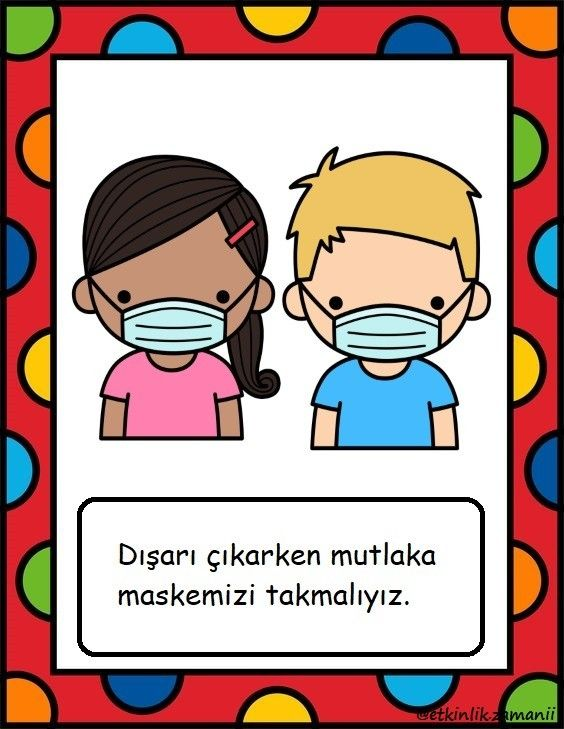 Dışarı çıkarken mutlaka
maskemizi takmalıyız.
@etkinlikzamanii